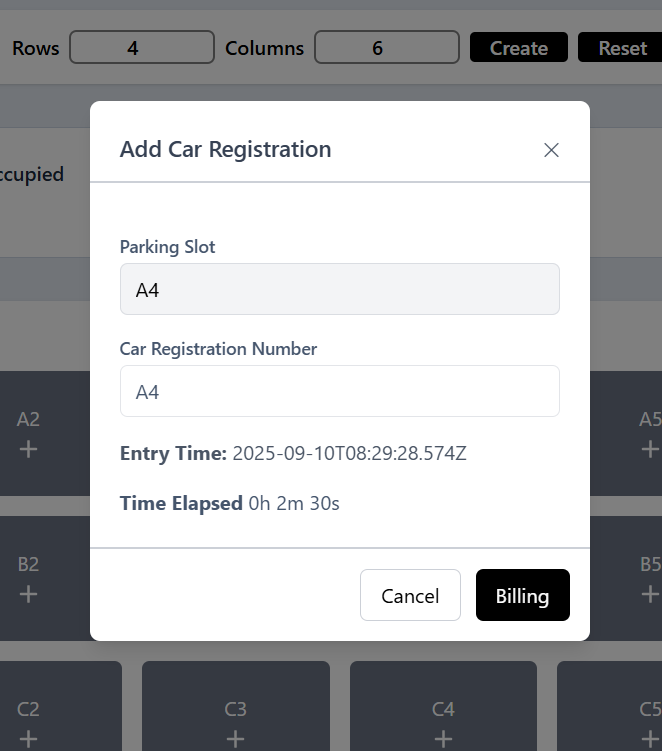 Rows 4 Columns 6 Create Reset
Add Car Registration
ccupied
Parking Slot
A4
Car Registration Number
A4
Entry Time: 2025-09-10T08:29:28.574Z
Time Elapsed 0h 2m 30s
Cancel Billing
A2 A5
+ +
B2 B5
+ +
C2 C3 C4 C5
+ + + +